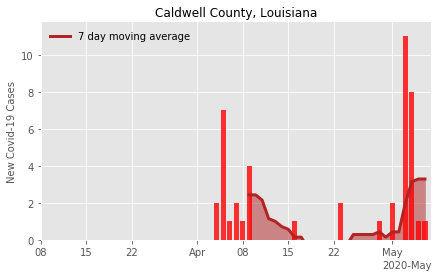 Caldwell County, Louisiana
7 day moving average
New Covid-19 Cases
10
8
6
4
2
0
08 15 22 Apr 08 15 22 May
08
2020-May